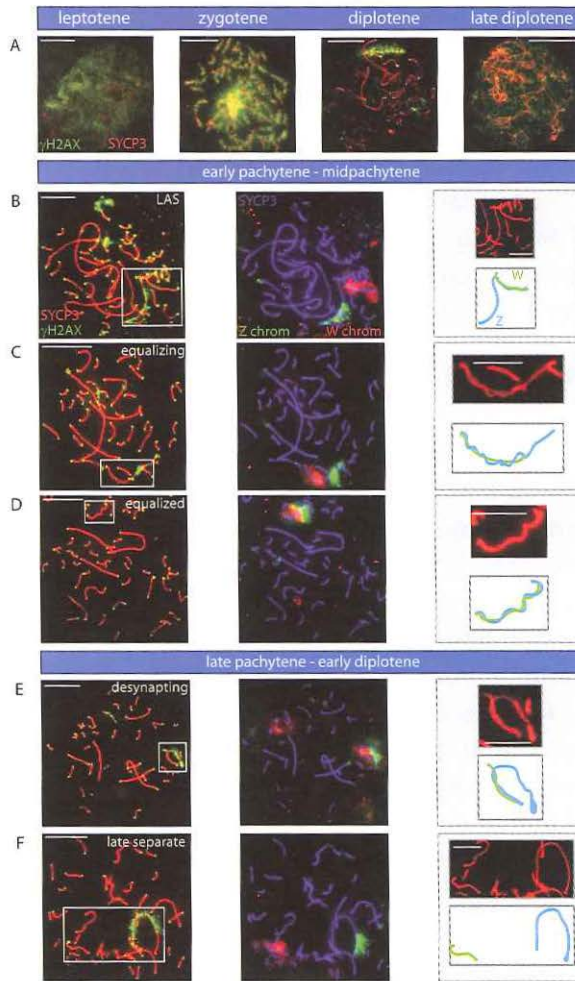 leptotene zygotene diplotene late diplotene
A
γH2AX SYCP3
early pachytene - midpachytene
B LAS SYCP3
W
SYCP3
γH2AX Z chrom W chrom Z
C equalizing
D equalized
late pachytene - early diplotene
E desynapting
F late separate